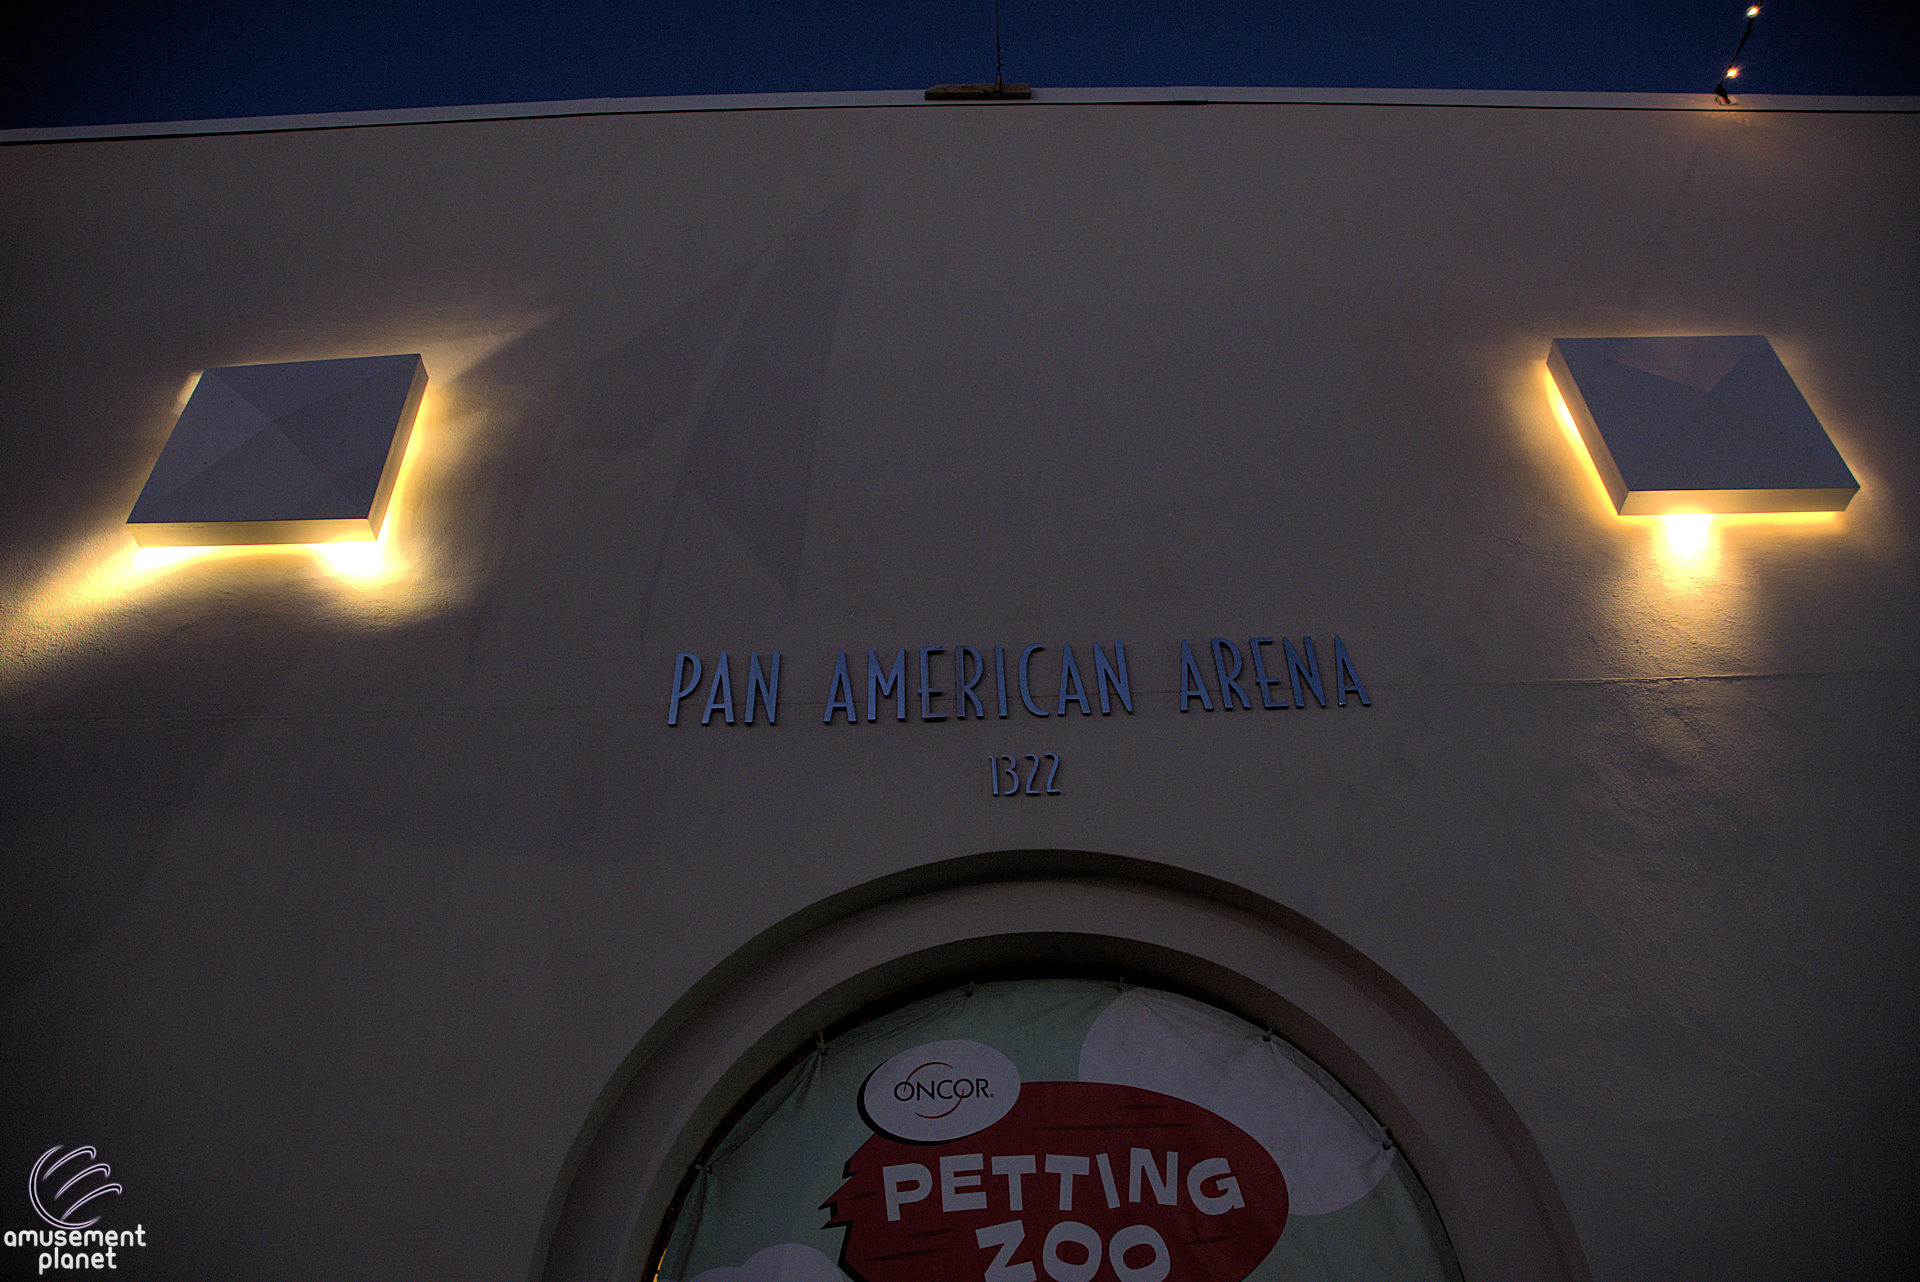 PAN AMERICAN ARENA
1322
ONCOR®
PETTING
ZOO
amusement
planet